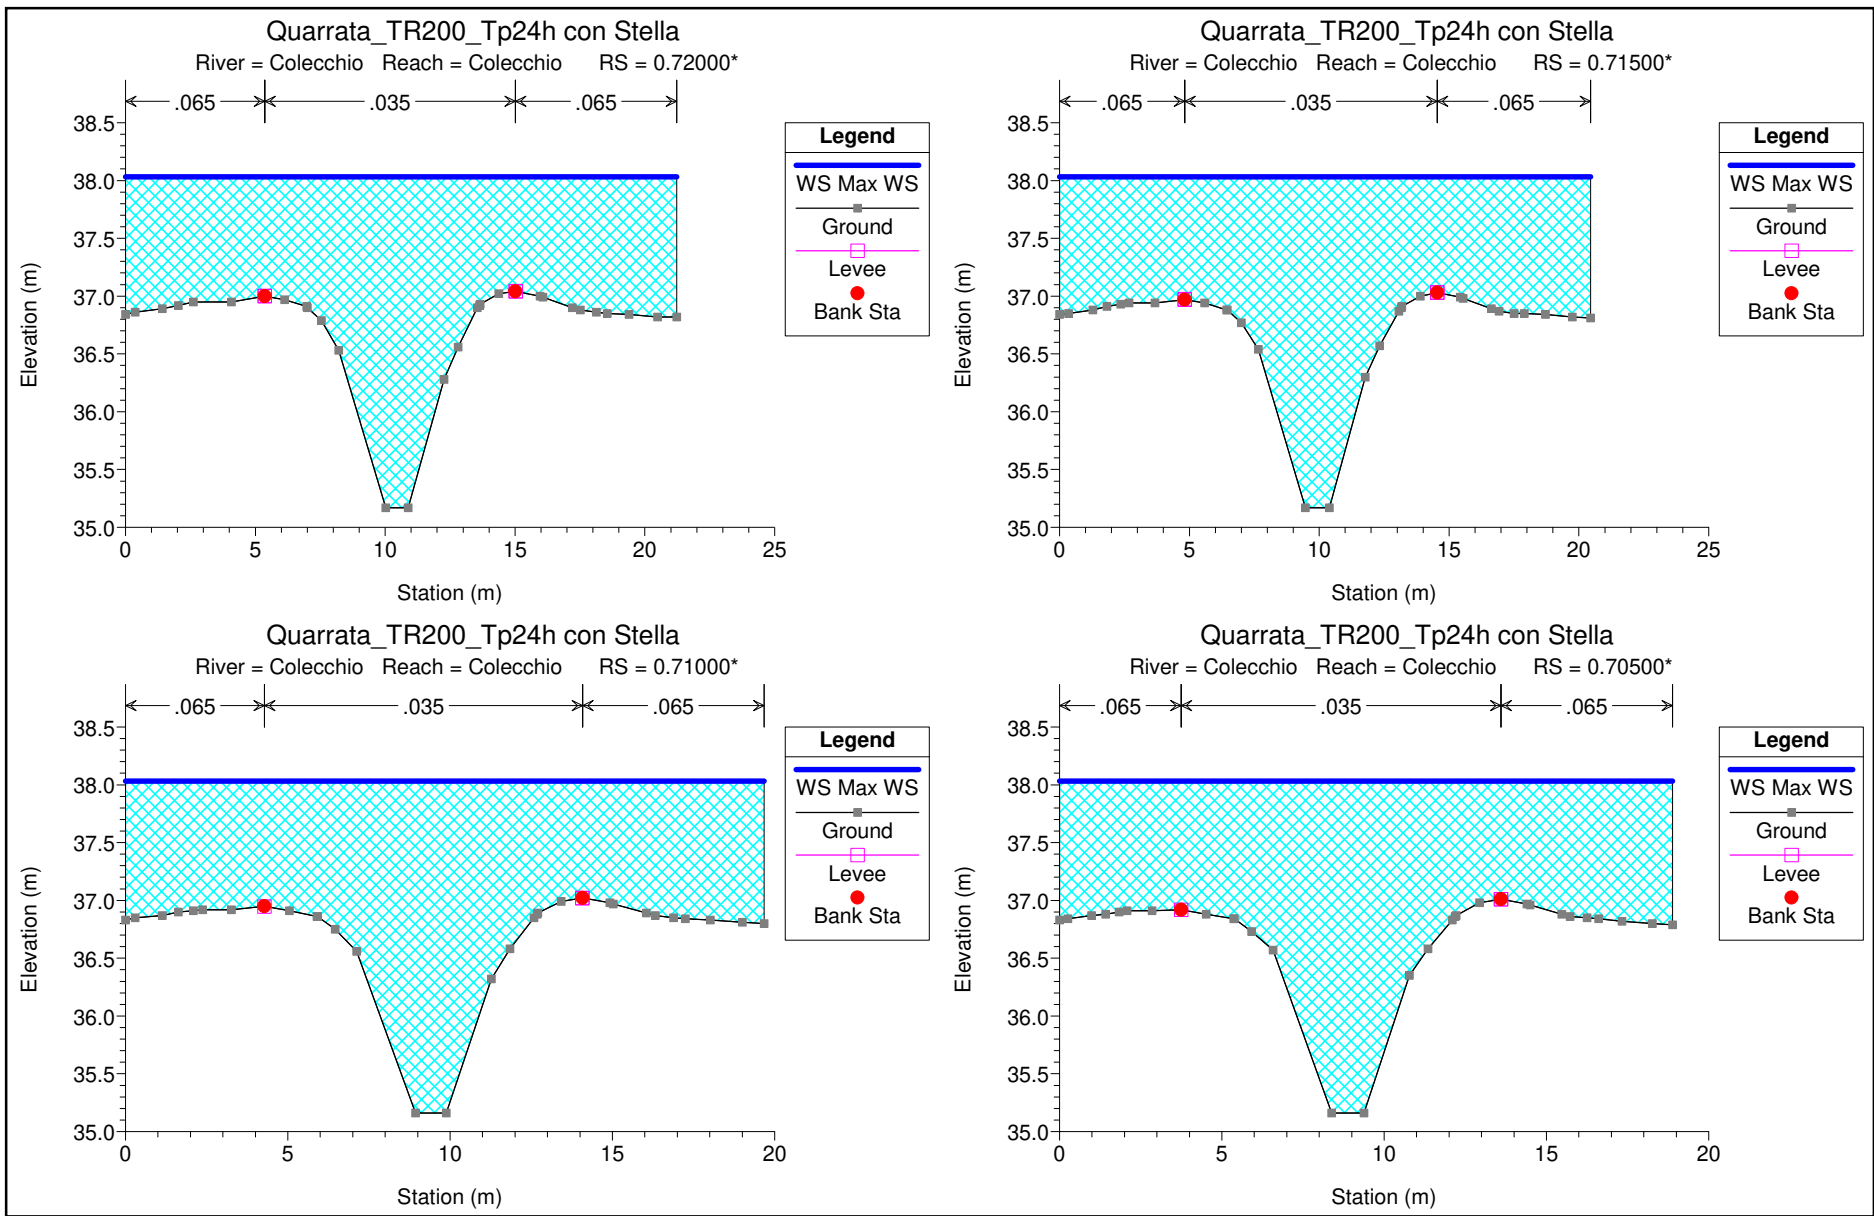 Quarrata_TR200_Tp24h con Stella
River = Colecchio Reach = Colecchio RS = 0.72000*
.065 .035 .065
38.5
38.0
37.5
37.0
36.5
36.0
35.5
35.0
0 5 10 15 20 25
Elevation (m)
Station (m)
Legend
WS Max WS
Ground
Levee
Bank Sta
Quarrata_TR200_Tp24h con Stella
River = Colecchio Reach = Colecchio RS = 0.71500*
.065 .035 .065
38.5
38.0
37.5
37.0
36.5
36.0
35.5
35.0
0 5 10 15 20 25
Elevation (m)
Station (m)
Legend
WS Max WS
Ground
Levee
Bank Sta
Quarrata_TR200_Tp24h con Stella
River = Colecchio Reach = Colecchio RS = 0.71000*
.065 .035 .065
38.5
38.0
37.5
37.0
36.5
36.0
35.5
35.0
0 5 10 15 20
Elevation (m)
Station (m)
Legend
WS Max WS
Ground
Levee
Bank Sta
Quarrata_TR200_Tp24h con Stella
River = Colecchio Reach = Colecchio RS = 0.70500*
.065 .035 .065
38.5
38.0
37.5
37.0
36.5
36.0
35.5
35.0
0 5 10 15 20
Elevation (m)
Station (m)
Legend
WS Max WS
Ground
Levee
Bank Sta